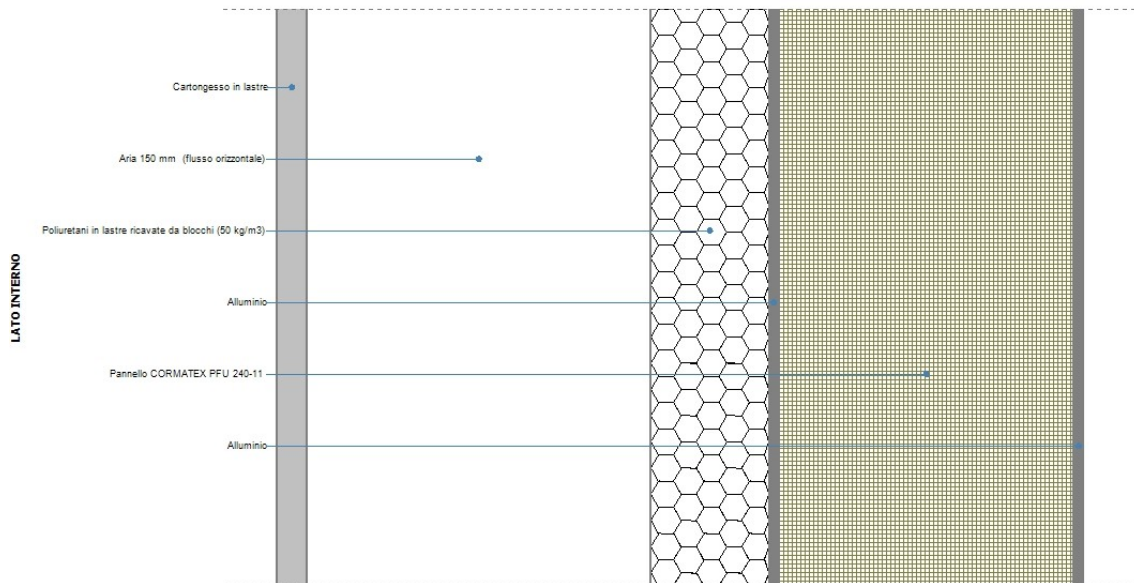 Cartongesso in lastre
Aria 150 mm (flusso orizzontale)
Poliuretani in lastre ricavate da blocchi (50 kg/m3)
LATO INTERNO
Alluminio
Pannello CORMATEX PFU 240-11
Alluminio